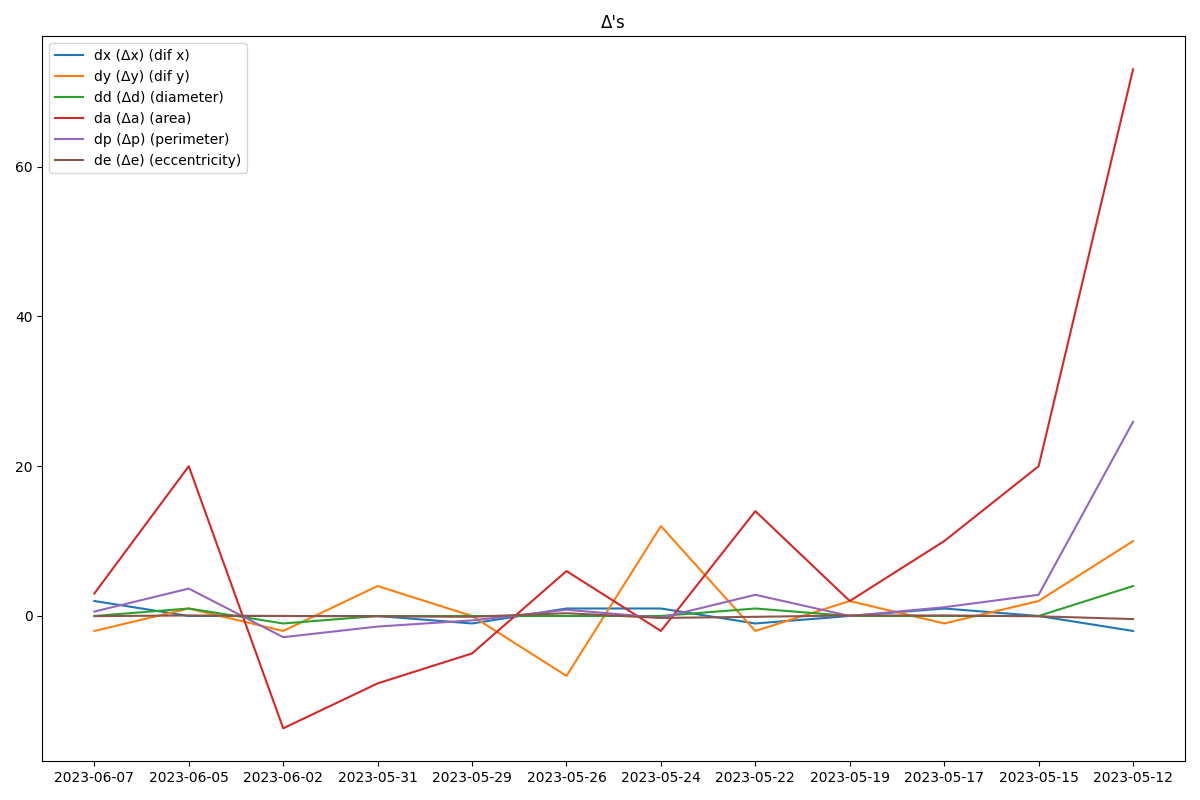 Δ's
dx (Δx) (dif x)
dy (Δy) (dif y)
dd (Δd) (diameter)
da (Δa) (area)
dp (Δp) (perimeter)
de (Δe) (eccentricity)
60
40
20
0
2023-06-07 2023-06-05 2023-06-02 2023-05-31 2023-05-29 2023-05-26 2023-05-24 2023-05-22 2023-05-19 2023-05-17 2023-05-15 2023-05-12